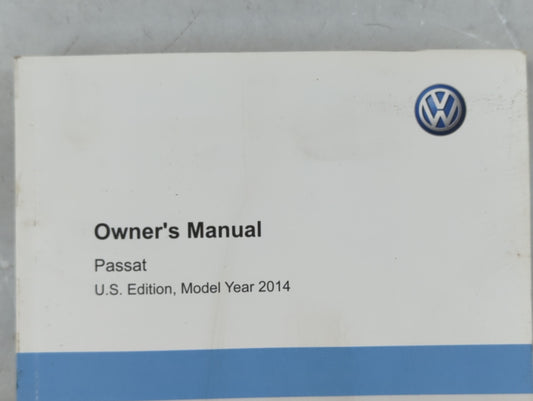 Owner's Manual
Passat
U.S. Edition, Model Year 2014